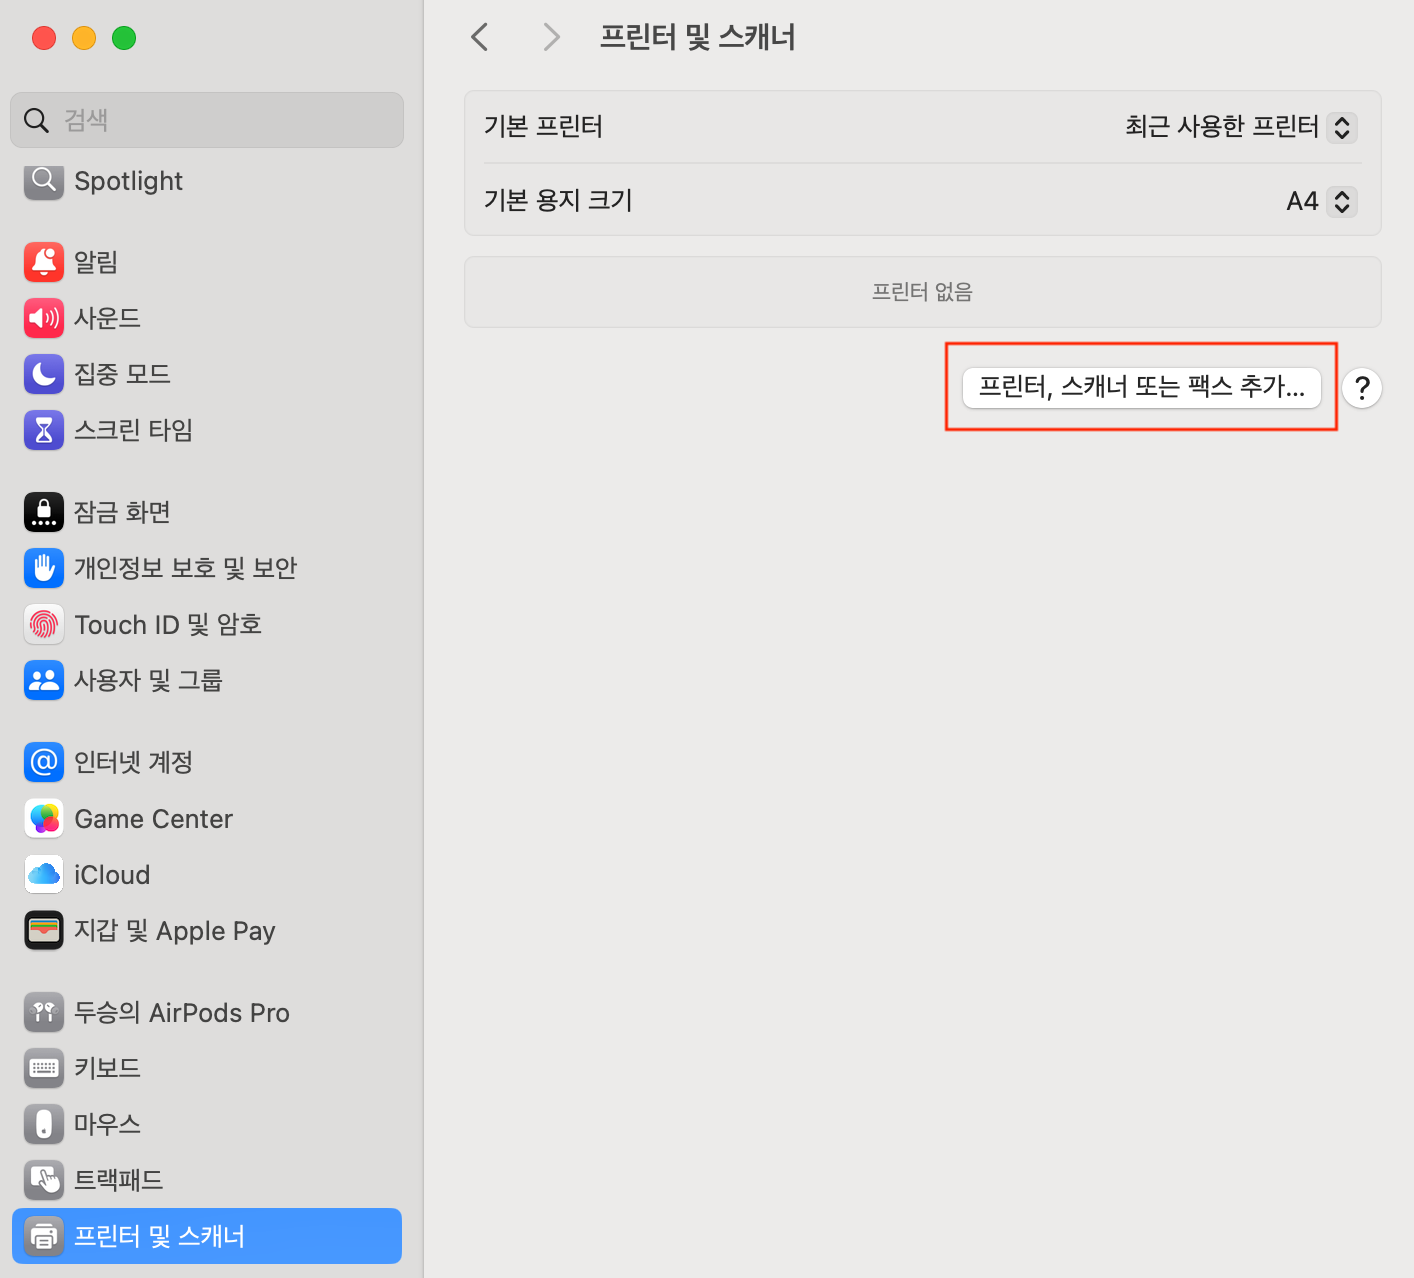 검색
Spotlight
알림
사운드
집중 모드
스크린 타임
잠금 화면
개인정보 보호 및 보안
Touch ID 및 암호
사용자 및 그룹
인터넷 계정
Game Center
iCloud
지갑 및 Apple Pay
두승의 AirPods Pro
키보드
마우스
트랙패드
프린터 및 스캐너
프린터 및 스캐너
기본 프린터 최근 사용한 프린터
기본 용지 크기 A4
프린터 없음
프린터, 스캐너 또는 팩스 추가... ?